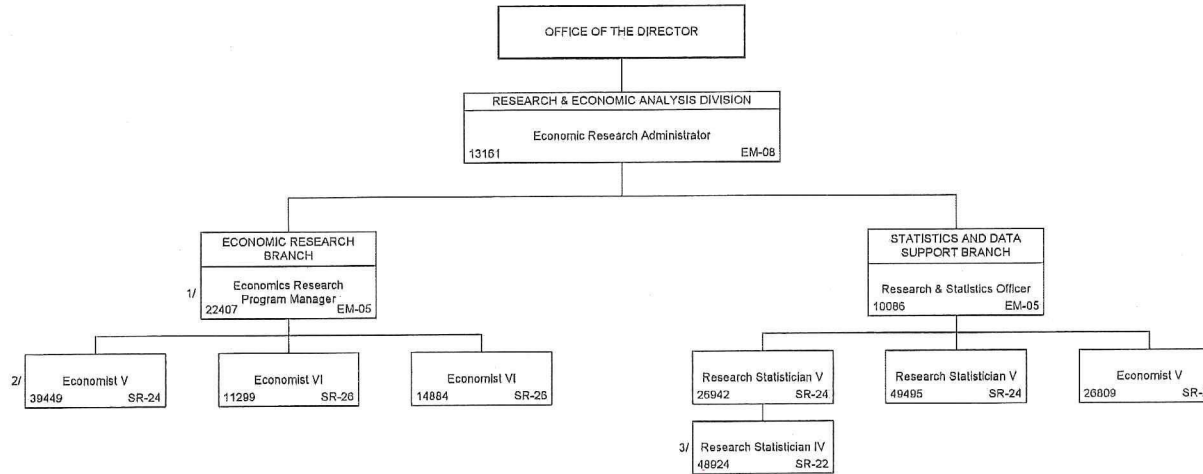 OFFICE OF THE DIRECTOR
RESEARCH & ECONOMIC ANALYSIS DIVISION
Economic Research Administrator
13161 EM-08
ECONOMIC RESEARCH
BRANCH
1/ Economics Research
Program Manager
22407 EM-05
STATISTICS AND DATA
SUPPORT BRANCH
Research & Statistics Officer
10086 EM-05
2/ Economist V
39449 SR-24
Economist VI
11299 SR-26
Economist VI
14884 SR-26
Research Statistician V
26942 SR-24
Research Statistician V
49495 SR-24
Economist V
26809
3/ Research Statistician IV
48924 SR-22